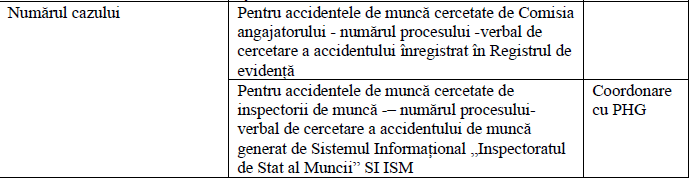 Numărul cazului
Pentru accidentele de muncă cercetate de Comisia
angajatorului - numărul procesului -verbal de
cercetare a accidentului înregistrat în Registrul de
evidență
Pentru accidentele de muncă cercetate de
inspectorii de muncă -– numărul procesului-
verbal de cercetare a accidentului de muncă
generat de Sistemul Informațional „Inspectoratul
de Stat al Muncii” SI ISM
Coordonare
cu PHG